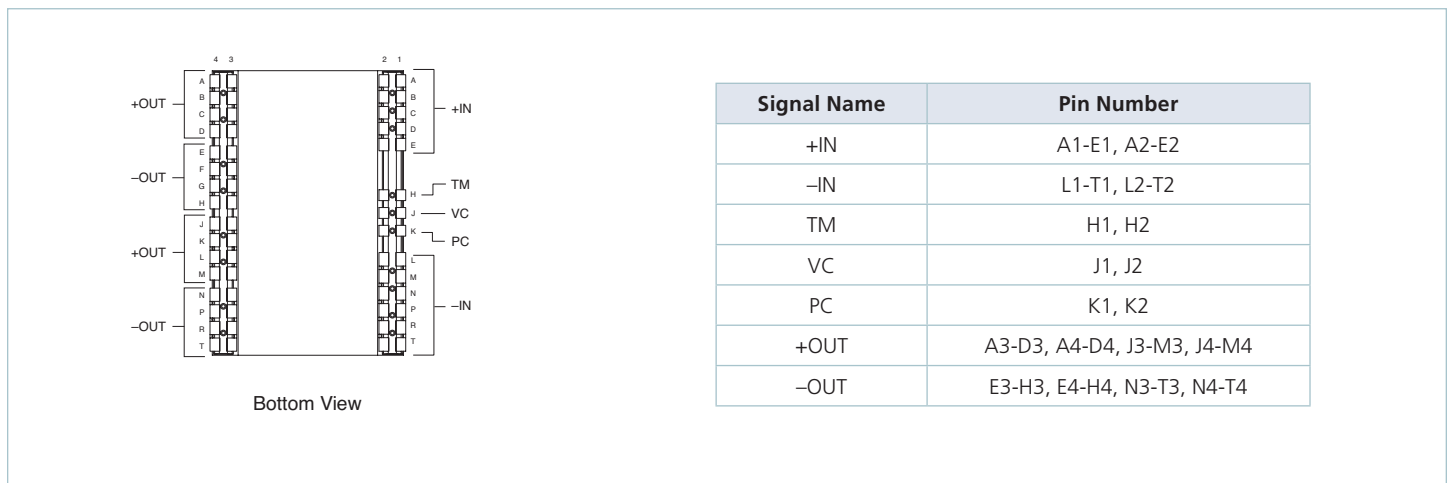 4 3
2 1
A
B
C
D
E
F
G
H
J
K
L
M
N
P
R
T
+OUT
–OUT
+OUT
–OUT
A
B
C
D
E
H
J
K
L
M
N
P
R
T
+IN
TM
VC
PC
–IN
Bottom View
Signal Name Pin Number
+IN A1-E1, A2-E2
–IN L1-T1, L2-T2
TM H1, H2
VC J1, J2
PC K1, K2
+OUT A3-D3, A4-D4, J3-M3, J4-M4
–OUT E3-H3, E4-H4, N3-T3, N4-T4